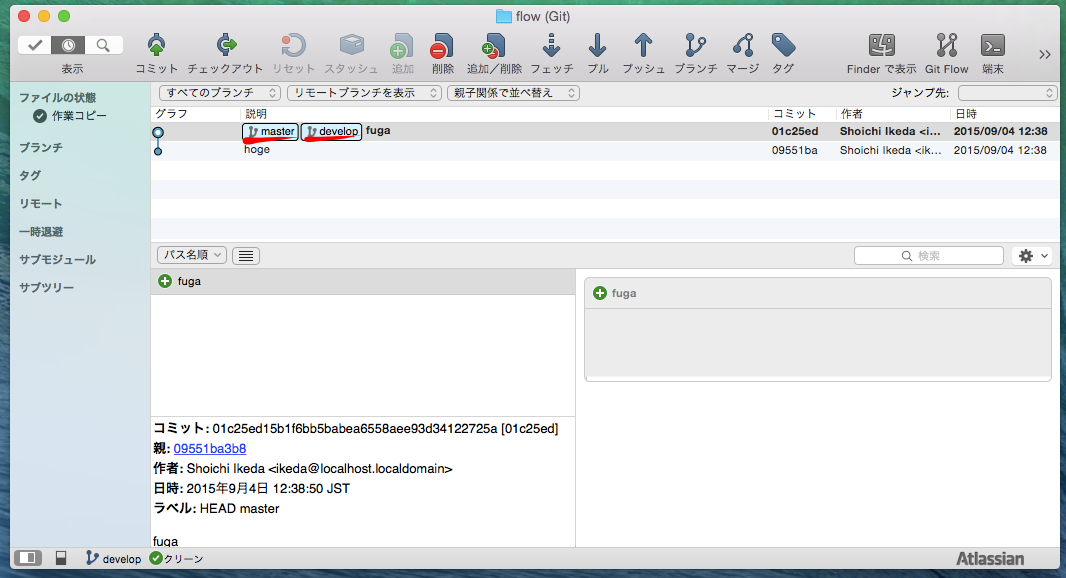 flow (Git)
表示
コミット
チェックアウト
リセット
スタッシュ
追加
削除
追加/削除
フェッチ
プル
プッシュ
ブランチ
マージ
タグ
Finder で表示
Git Flow
端末
ファイルの状態
作業コピー
ブランチ
タグ
リモート
一時退避
サブモジュール
サブツリー
すべてのブランチ
リモートブランチを表示
親子関係で並べ替え
ジャンプ先:
グラフ 説明 コミット 作者 日時
master develop fuga 01c25ed Shoichi Ikeda <i... 2015/09/04 12:38
hoge 09551ba Shoichi Ikeda <ik... 2015/09/04 12:38
パス名順
検索
fuga
fuga
コミット: 01c25ed15b1f6bb5babea6558aee93d34122725a [01c25ed]
親: 09551ba3b8
作者: Shoichi Ikeda <ikeda@localhost.localdomain>
日時: 2015年9月4日 12:38:50 JST
ラベル: HEAD master
fuga
develop クリーン
Atlassian